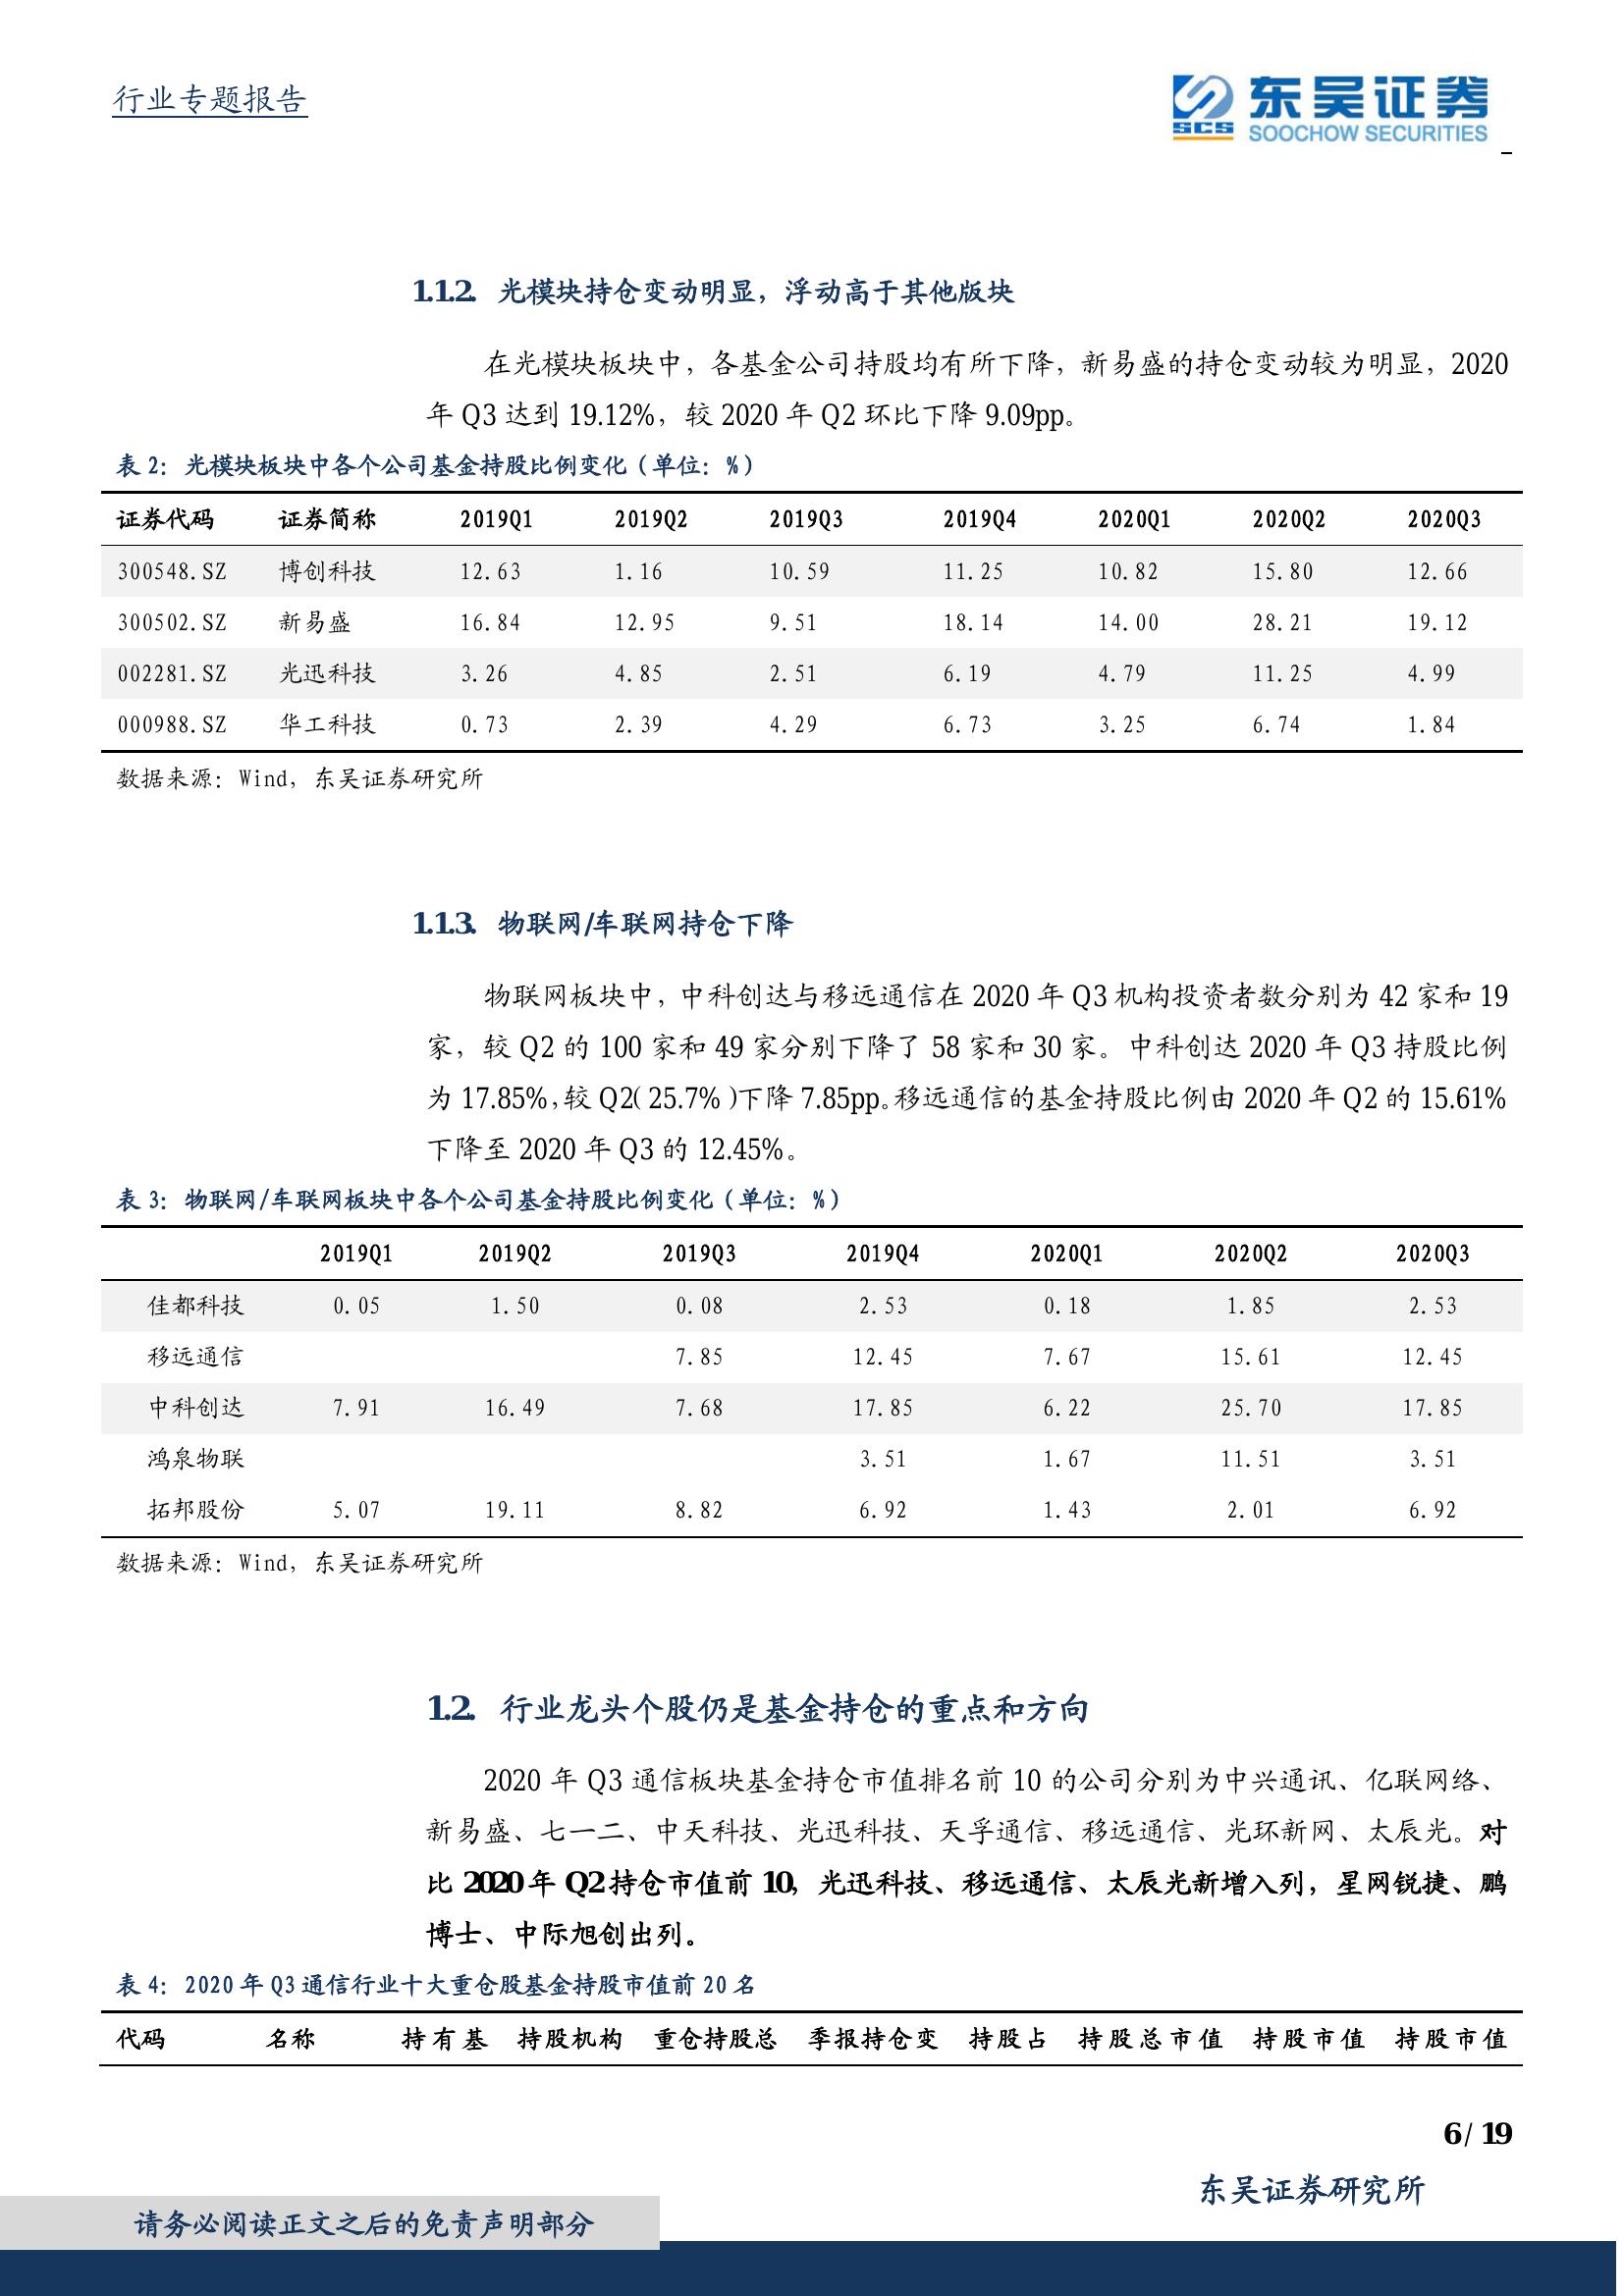 行业专题报告
SCS 东吴证券
SOOCHOW SECURITIES
1.1.2. 光模块持仓变动明显，浮动高于其他版块
在光模块板块中，各基金公司持股均有所下降，新易盛的持仓变动较为明显，2020
年 Q3 达到 19.12%，较 2020 年 Q2 环比下降 9.09pp。
表 2：光模块板块中各个公司基金持股比例变化（单位：%）
证券代码 证券简称 2019Q1 2019Q2 2019Q3 2019Q4 2020Q1 2020Q2 2020Q3
300548.SZ 博创科技 12.63 1.16 10.59 11.25 10.82 15.80 12.66
300502.SZ 新易盛 16.84 12.95 9.51 18.14 14.00 28.21 19.12
002281.SZ 光迅科技 3.26 4.85 2.51 6.19 4.79 11.25 4.99
000988.SZ 华工科技 0.73 2.39 4.29 6.73 3.25 6.74 1.84
数据来源：Wind，东吴证券研究所
1.1.3. 物联网/车联网持仓下降
物联网板块中，中科创达与移远通信在 2020 年 Q3 机构投资者数分别为 42 家和 19
家，较 Q2 的 100 家和 49 家分别下降了 58 家和 30 家。中科创达 2020 年 Q3 持股比例
为 17.85%，较 Q2（25.7%）下降 7.85pp。移远通信的基金持股比例由 2020 年 Q2 的 15.61%
下降至 2020 年 Q3 的 12.45%。
表 3：物联网/车联网板块中各个公司基金持股比例变化（单位：%）
2019Q1 2019Q2 2019Q3 2019Q4 2020Q1 2020Q2 2020Q3
佳都科技 0.05 1.50 0.08 2.53 0.18 1.85 2.53
移远通信 7.85 12.45 7.67 15.61 12.45
中科创达 7.91 16.49 7.68 17.85 6.22 25.70 17.85
鸿泉物联 3.51 1.67 11.51 3.51
拓邦股份 5.07 19.11 8.82 6.92 1.43 2.01 6.92
数据来源：Wind，东吴证券研究所
1.2. 行业龙头个股仍是基金持仓的重点和方向
2020 年 Q3 通信板块基金持仓市值排名前 10 的公司分别为中兴通讯、亿联网络、
新易盛、七一二、中天科技、光迅科技、天孚通信、移远通信、光环新网、太辰光。对
比 2020 年 Q2 持仓市值前 10，光迅科技、移远通信、太辰光新增入列，星网锐捷、鹏
博士、中际旭创出列。
表 4：2020 年 Q3 通信行业十大重仓股基金持股市值前 20 名
代码 名称 持有基 持股机构 重仓持股总 季报持仓变 持股占 持股总市值 持股市值 持股市值
6 / 19
东吴证券研究所
请务必阅读正文之后的免责声明部分